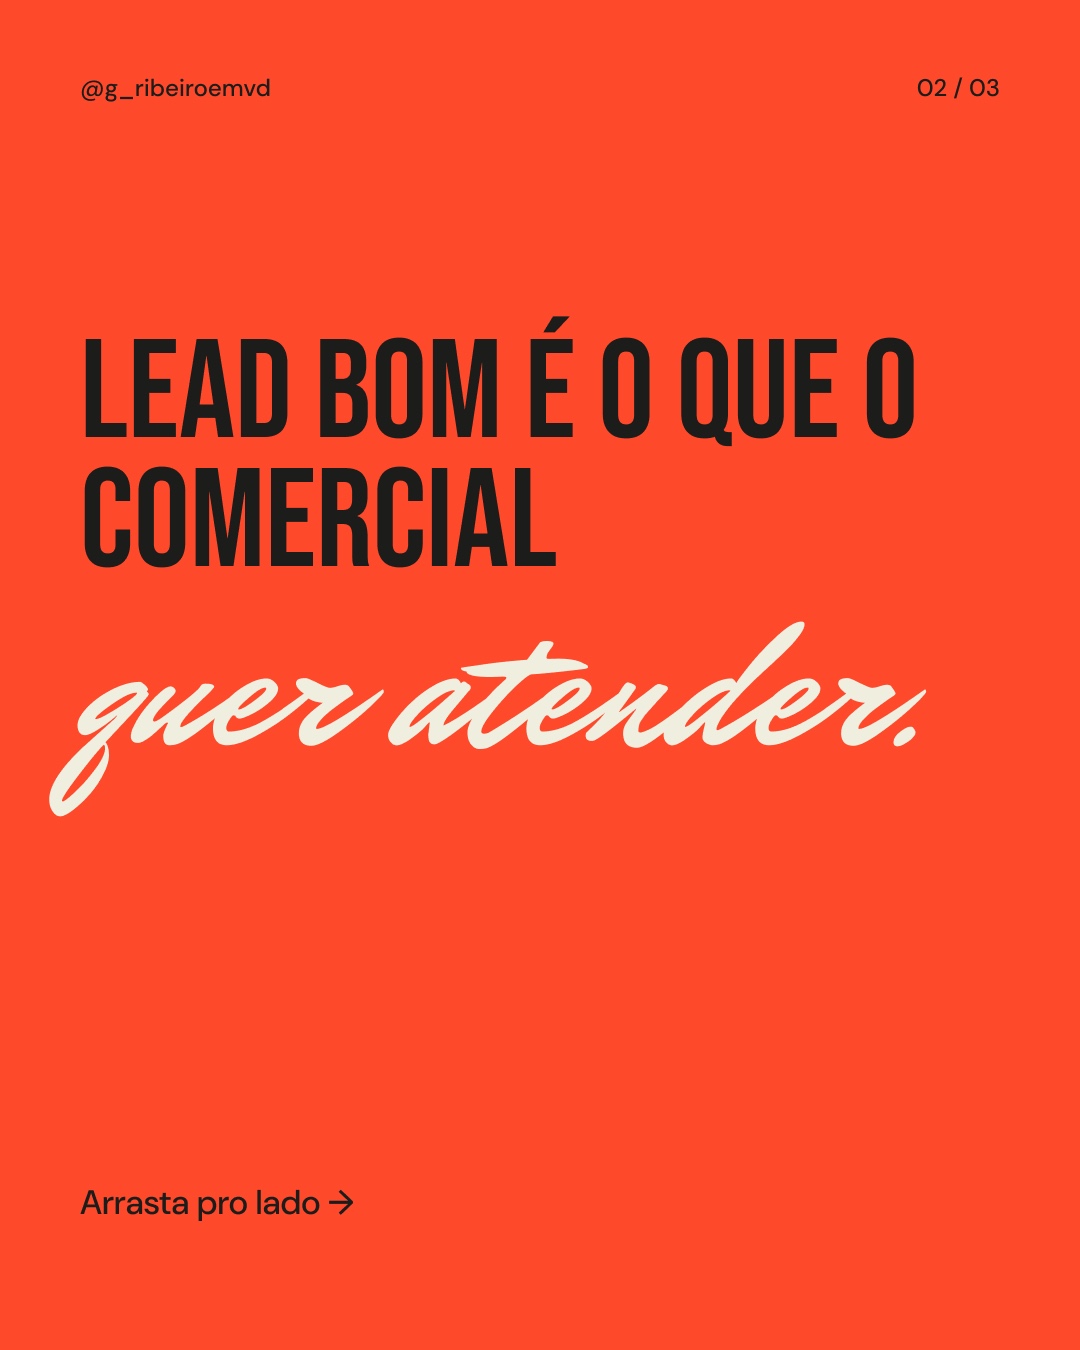 @g_ribeiroemvd
02 / 03
LEAD BOM É O QUE O
COMERCIAL
quer atender.
Arrasta pro lado →